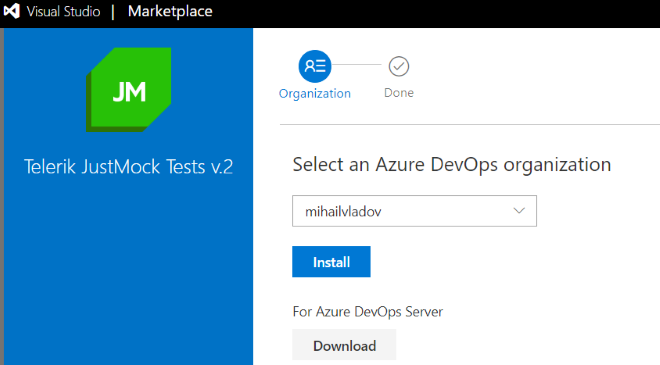 Visual Studio | Marketplace
JM
Telerik JustMock Tests v.2
Organization
Done
Select an Azure DevOps organization
mihailvladov
Install
For Azure DevOps Server
Download